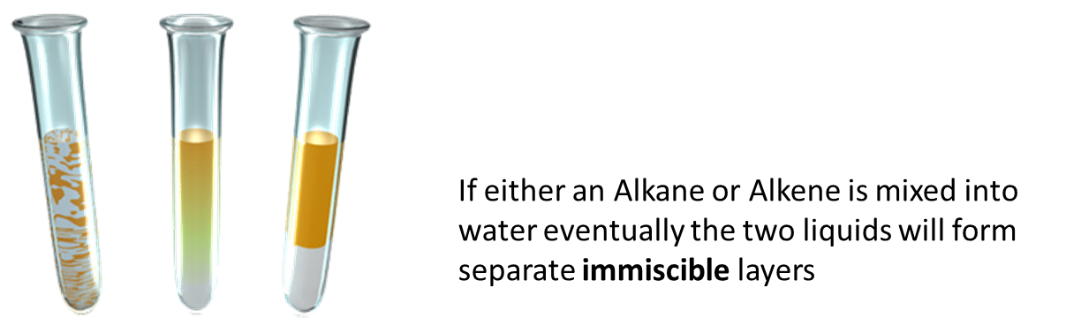 If either an Alkane or Alkene is mixed into
water eventually the two liquids will form
separate immiscible layers